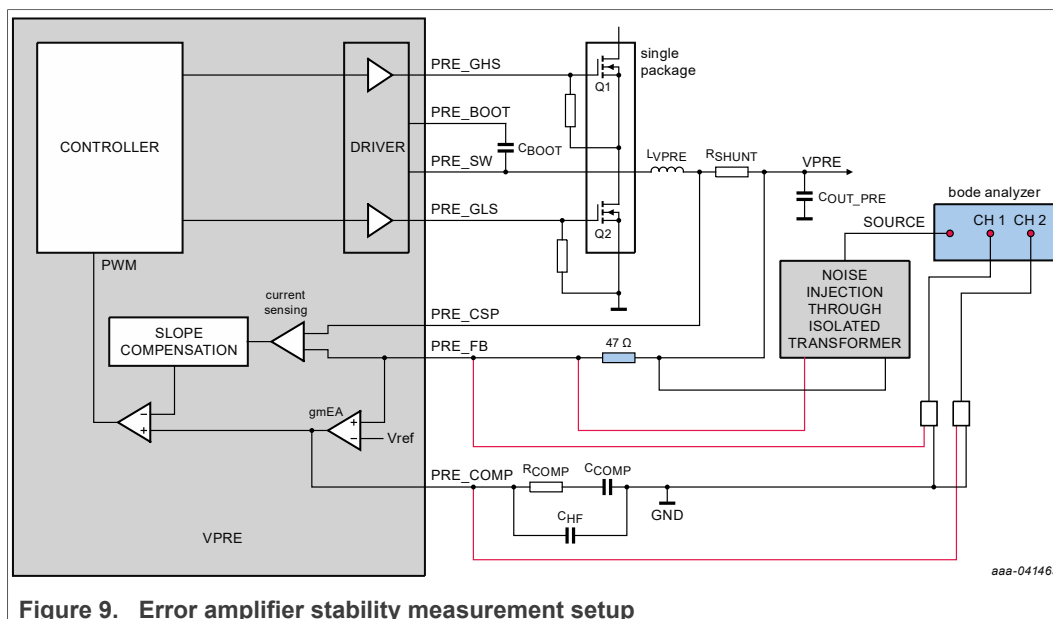 PRE_GHS
PRE_BOOT
PRE_SW
PRE_GLS
CONTROLLER
DRIVER
CBOOT
Q1
single
package
Q2
LVPRE
RSHUNT
VPRE
COUT_PRE
bode analyzer
SOURCE
CH 1
CH 2
NOISE
INJECTION
THROUGH
ISOLATED
TRANSFORMER
PWM
current
sensing
SLOPE
COMPENSATION
PRE_CSP
PRE_FB
47 Ω
gmEA
Vref
+
−
−
+
PRE_COMP
RCOMP
CCOMP
CHF
GND
VPRE
aaa-04146
Figure 9. Error amplifier stability measurement setup